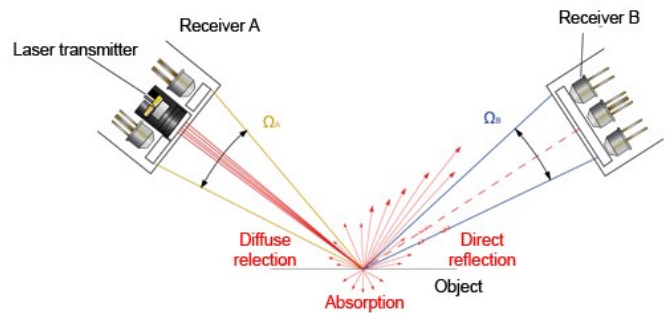 Receiver A
Receiver B
Laser transmitter
ΩA
ΩB
Diffuse
relection
Direct
reflection
Object
Absorption